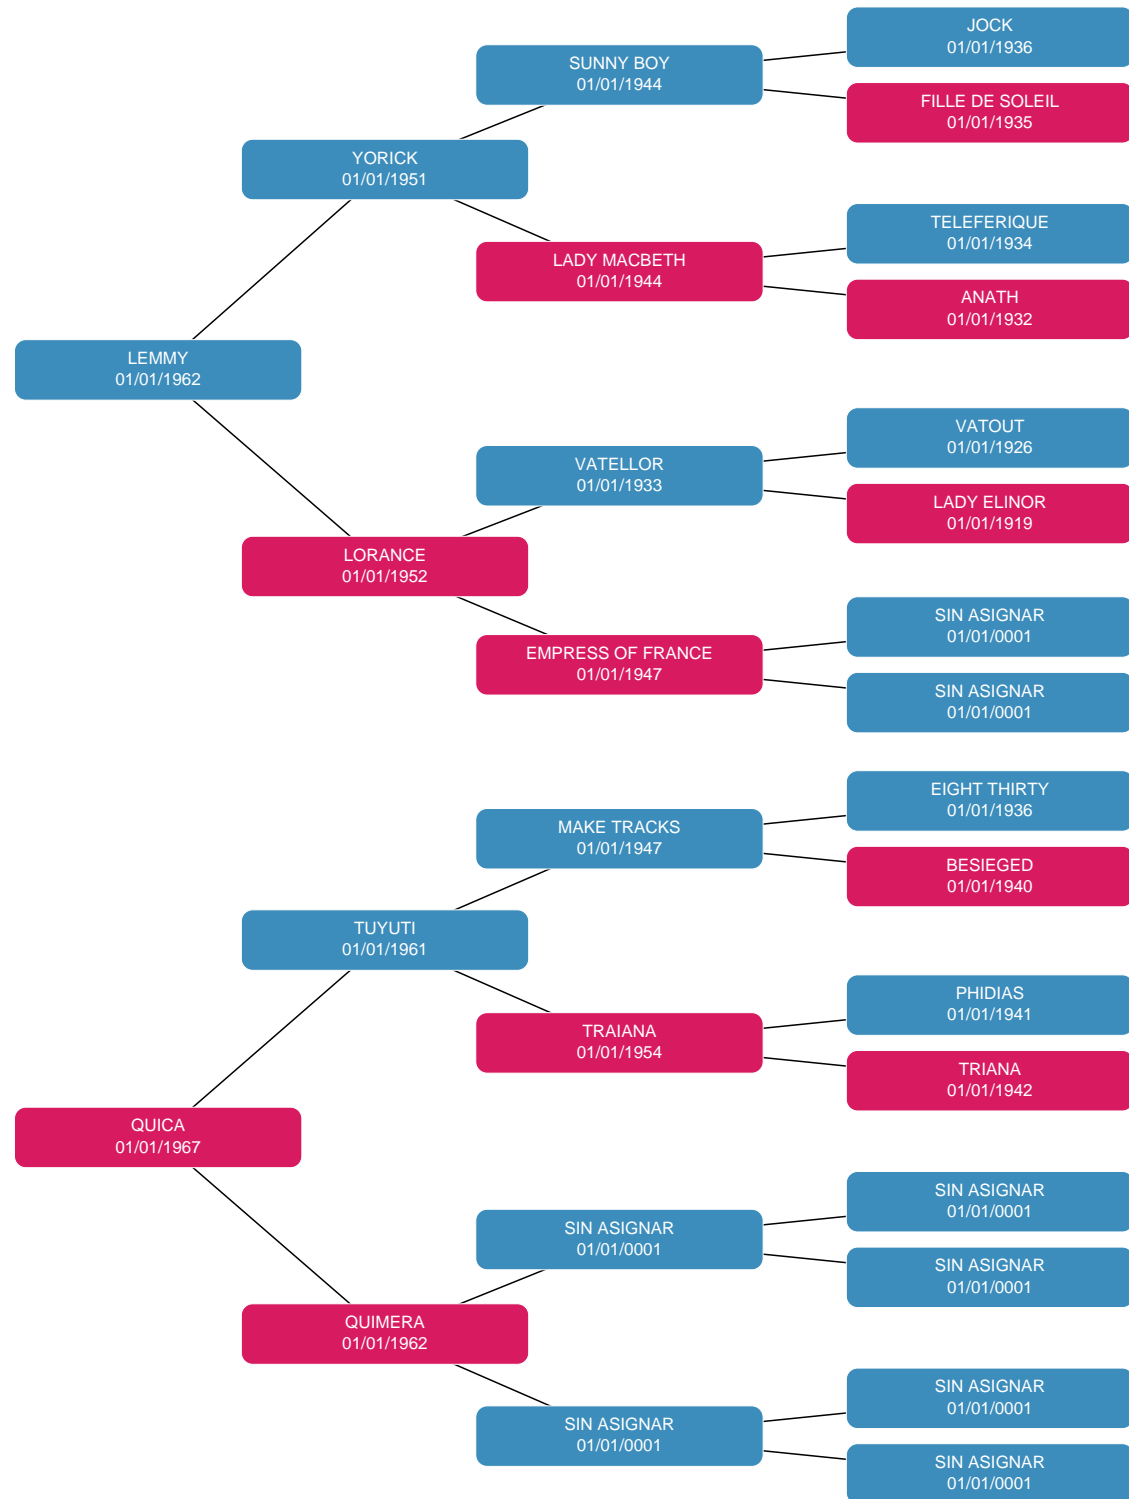 JOCK
01/01/1936
SUNNY BOY
01/01/1944
FILLE DE SOLEIL
01/01/1935
YORICK
01/01/1951
TELEFERIQUE
01/01/1934
LADY MACBETH
01/01/1944
ANATH
01/01/1932
LEMMY
01/01/1962
VATOUT
01/01/1926
VATELLOR
01/01/1933
LADY ELINOR
01/01/1919
LORANCE
01/01/1952
SIN ASIGNAR
01/01/0001
EMPRESS OF FRANCE
01/01/1947
SIN ASIGNAR
01/01/0001
EIGHT THIRTY
01/01/1936
MAKE TRACKS
01/01/1947
BESIEGED
01/01/1940
TUYUTI
01/01/1961
PHIDIAS
01/01/1941
TRAIANA
01/01/1954
TRIANA
01/01/1942
QUICA
01/01/1967
SIN ASIGNAR
01/01/0001
SIN ASIGNAR
01/01/0001
SIN ASIGNAR
01/01/0001
QUIMERA
01/01/1962
SIN ASIGNAR
01/01/0001
SIN ASIGNAR
01/01/0001
SIN ASIGNAR
01/01/0001